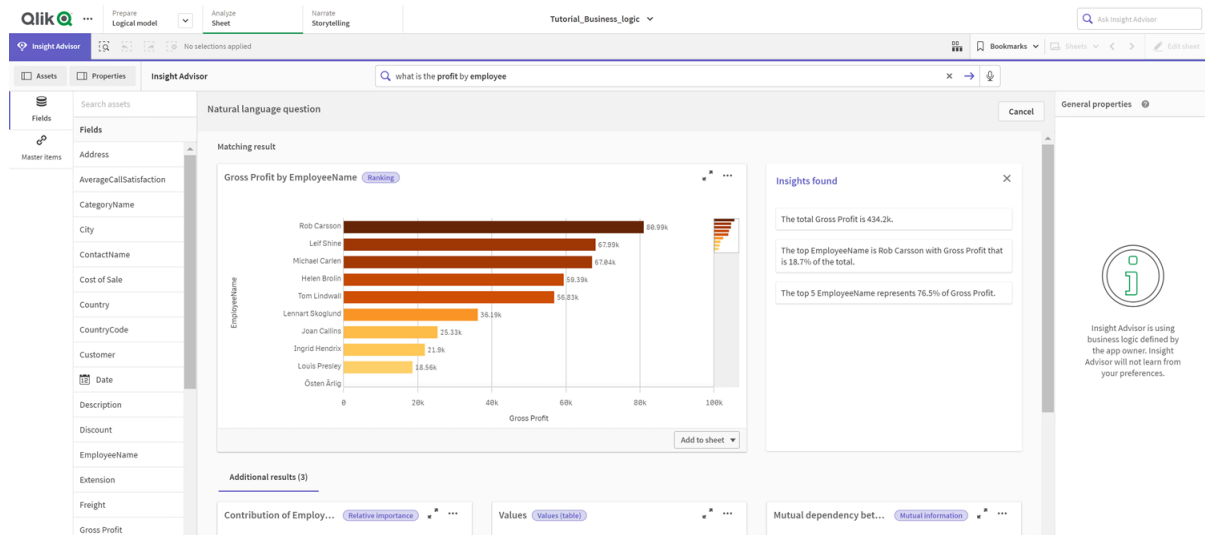 Qlik
Prepare
Logical model
Analyze
Sheet
Narrate
Storytelling
Tutorial_Business_logic
Ask Insight Advisor
Insight Advisor
No selections applied
Bookmarks
Sheets
Edit sheet
Assets
Properties
Insight Advisor
what is the profit by employee
Fields
Master items
Search assets
Fields
Address
AverageCallSatisfaction
CategoryName
City
ContactName
Cost of Sale
Country
CountryCode
Customer
Date
Description
Discount
EmployeeName
Extension
Freight
Gross Profit
Natural language question
Cancel
Matching result
Gross Profit by EmployeeName
Ranking
EmployeeName
Rob Carsson 80.99k
Leif Shine 67.99k
Michael Carlen 67.04k
Helen Brolin 59.39k
Tom Lindwall 56.83k
Lennart Skoglund 36.19k
Joan Callins 25.33k
Ingrid Hendrix 21.9k
Louis Presley 18.56k
Östen Ärlig
0 20k 40k 60k 80k 100k
Gross Profit
Add to sheet
Insights found
The total Gross Profit is 434.2k.
The top EmployeeName is Rob Carsson with Gross Profit that
is 18.7% of the total.
The top 5 EmployeeName represents 76.5% of Gross Profit.
Additional results (3)
Contribution of Employ... Relative importance
Values Values (table)
Mutual dependency bet... Mutual information
General properties
Insight Advisor is using
business logic defined by
the app owner. Insight
Advisor will not learn from
your preferences.